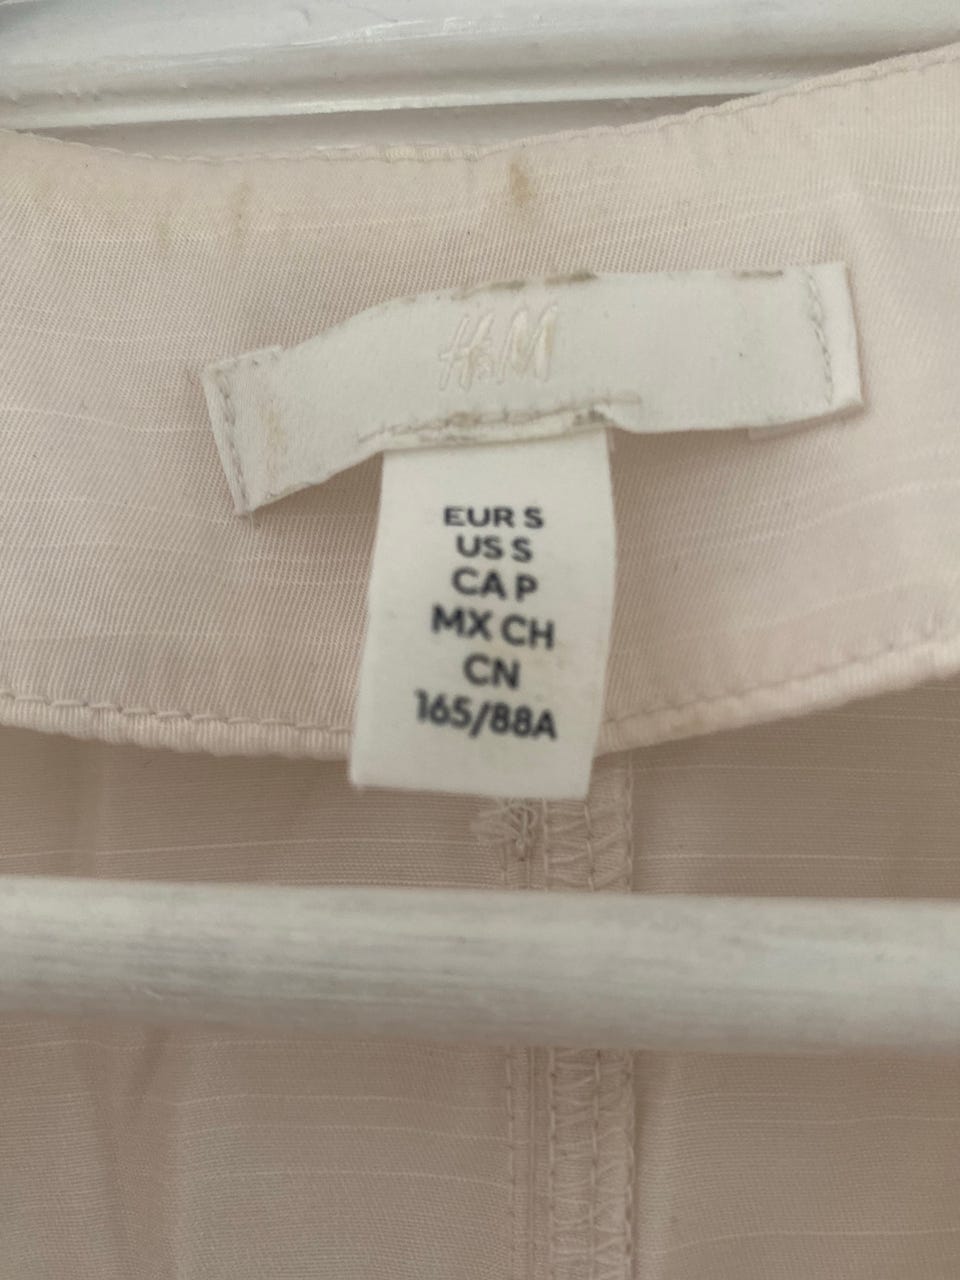 H&M
EUR S
US S
CA P
MX CH
CN
165/88A